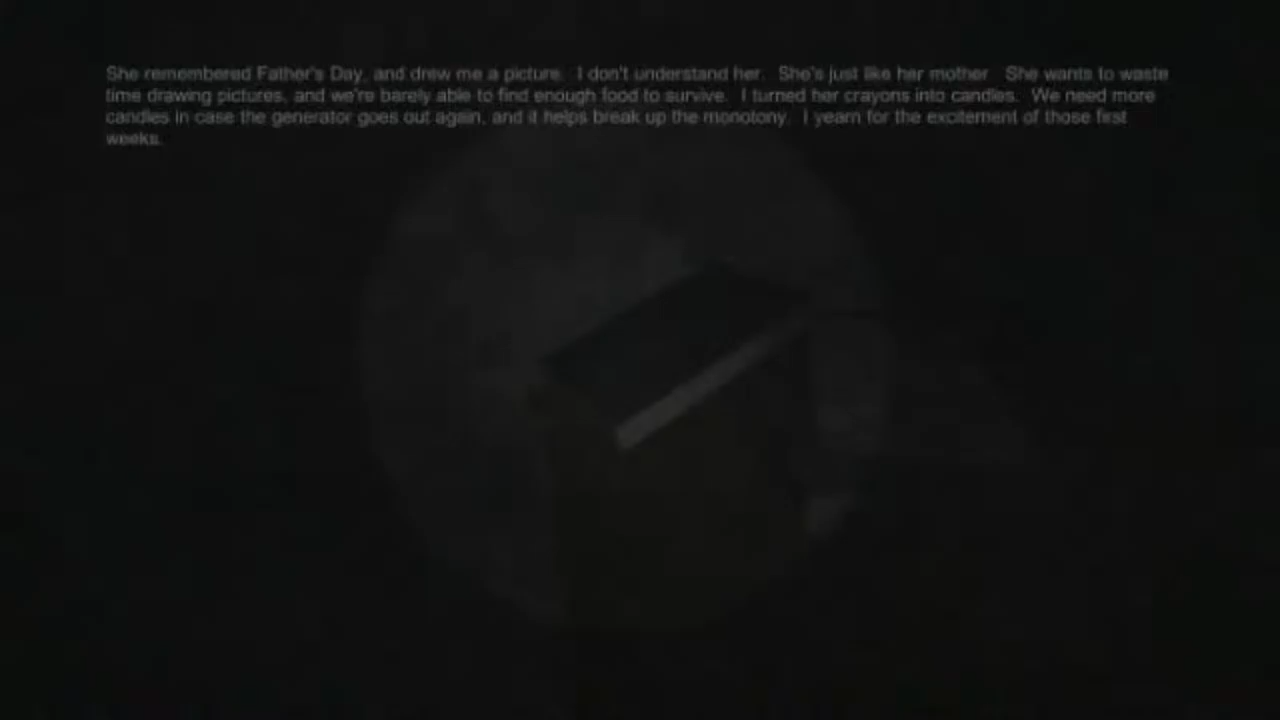 She remembered Father's Day, and drew me a picture.  I don't understand her.  She's just like her mother.  She wants to waste
time drawing pictures, and we're barely able to find enough food to survive.  I turned her crayons into candles.  We need more
candles in case the generator goes out again, and it helps break up the monotony.  I yearn for the excitement of those first
weeks.